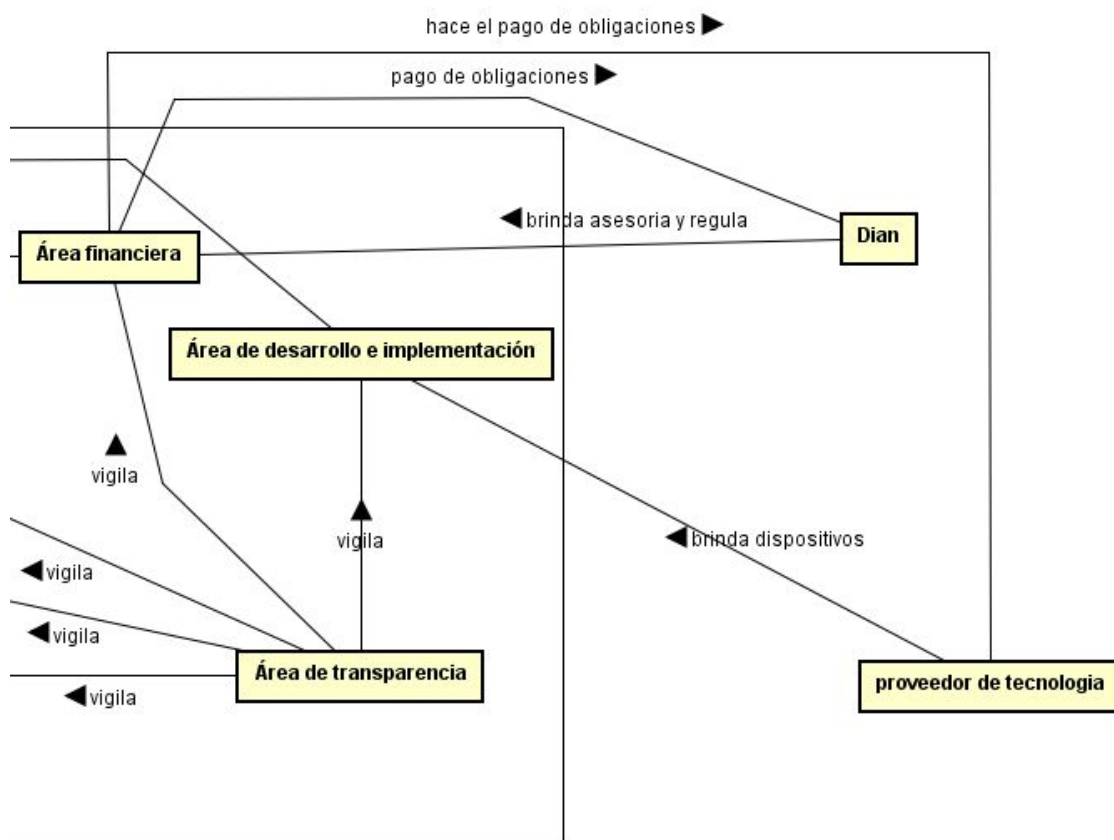 hace el pago de obligaciones
pago de obligaciones
brinda asesoria y regula
Dian
Área financiera
Área de desarrollo e implementación
vigila
vigila
brinda dispositivos
vigila
vigila
Área de transparencia
proveedor de tecnologia
vigila